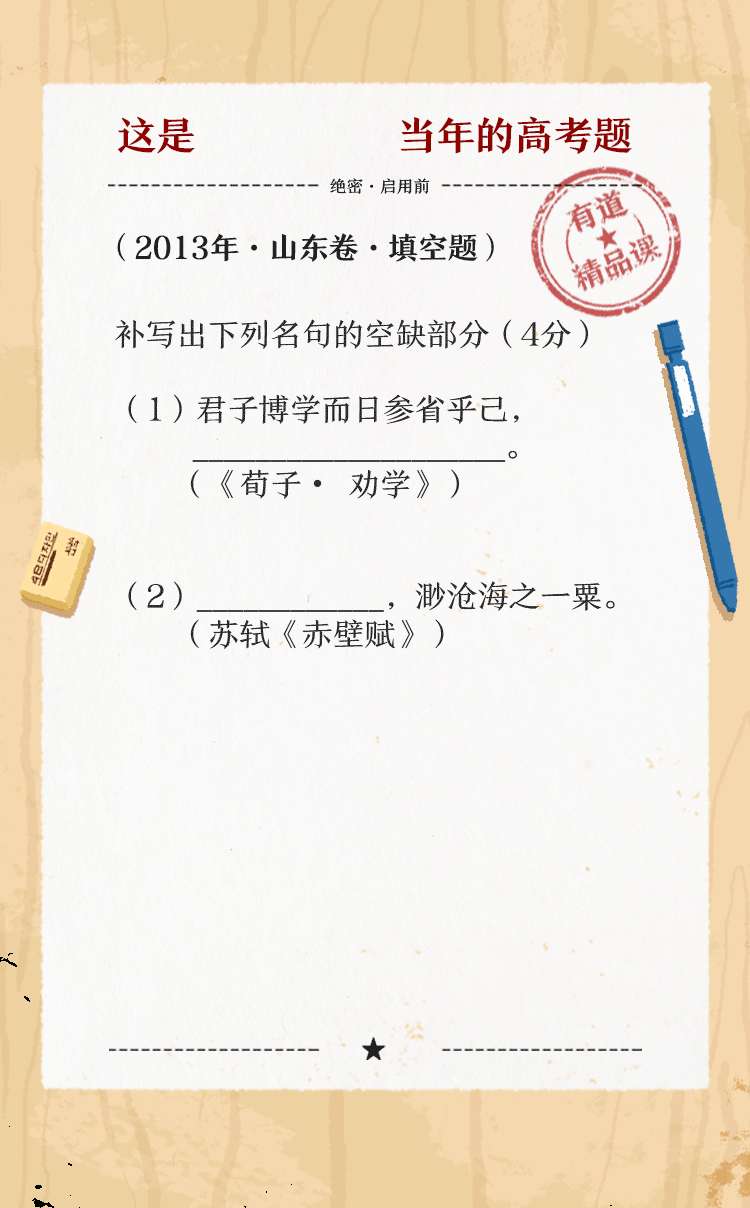 这是 当年的高考题
绝密·启用前
有道
精品课
（2013年·山东卷·填空题）
补写出下列名句的空缺部分（4分）
（1）君子博学而日参省乎己，
____________________。
（《荀子· 劝学》）
（2）____________，渺沧海之一粟。
（苏轼《赤壁赋》）